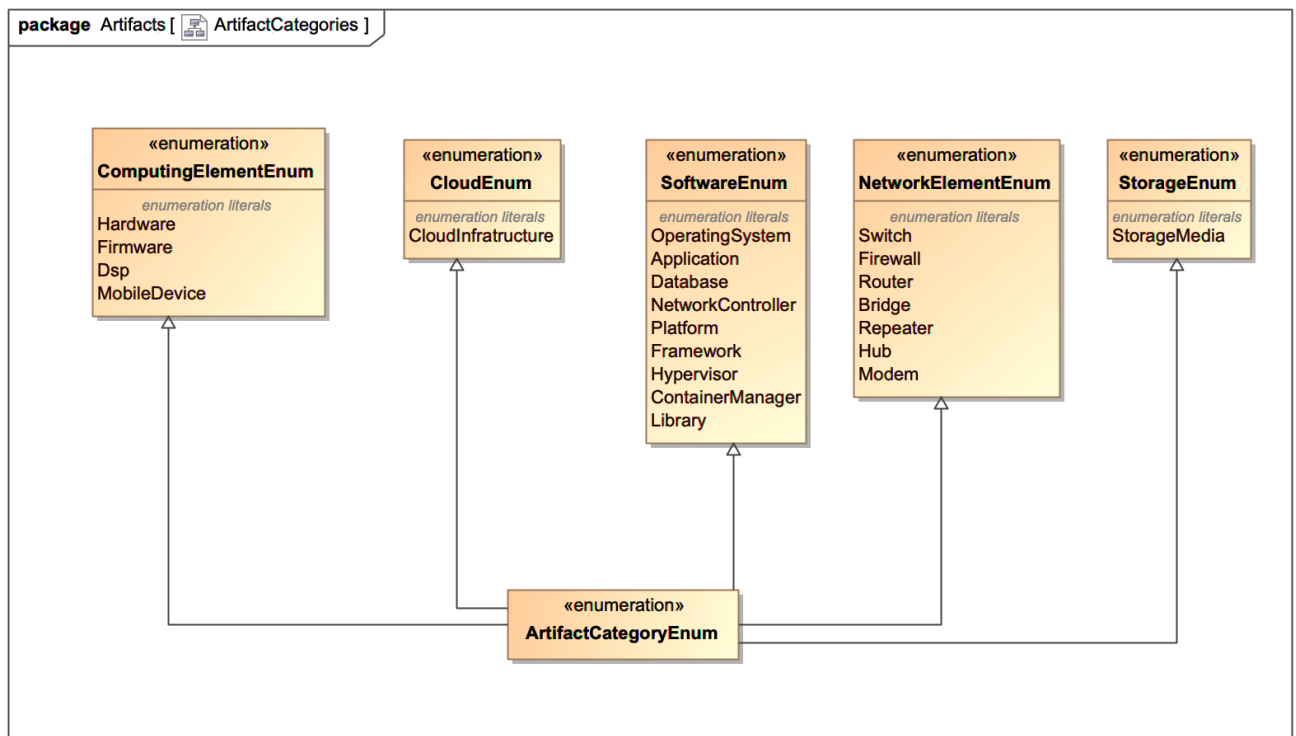 package Artifacts [ ArtifactCategories ]
«enumeration»
ComputingElementEnum
enumeration literals
Hardware
Firmware
Dsp
MobileDevice
«enumeration»
CloudEnum
enumeration literals
CloudInfratructure
«enumeration»
SoftwareEnum
enumeration literals
OperatingSystem
Application
Database
NetworkController
Platform
Framework
Hypervisor
ContainerManager
Library
«enumeration»
NetworkElementEnum
enumeration literals
Switch
Firewall
Router
Bridge
Repeater
Hub
Modem
«enumeration»
StorageEnum
enumeration literals
StorageMedia
«enumeration»
ArtifactCategoryEnum